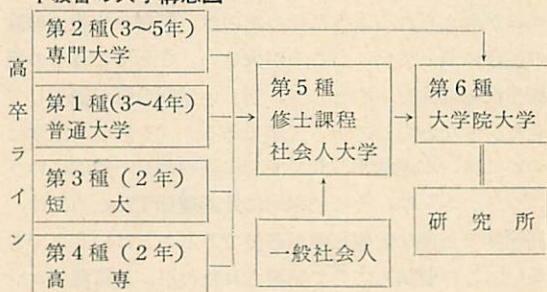 高卒ライン
第2種(3〜5年)
専門大学
第1種(3〜4年)
普通大学
第3種(2年)
短大
第4種(2年)
高専
第5種
修士課程
社会人大学
一般社会人
第6種
大学院大学
研究所